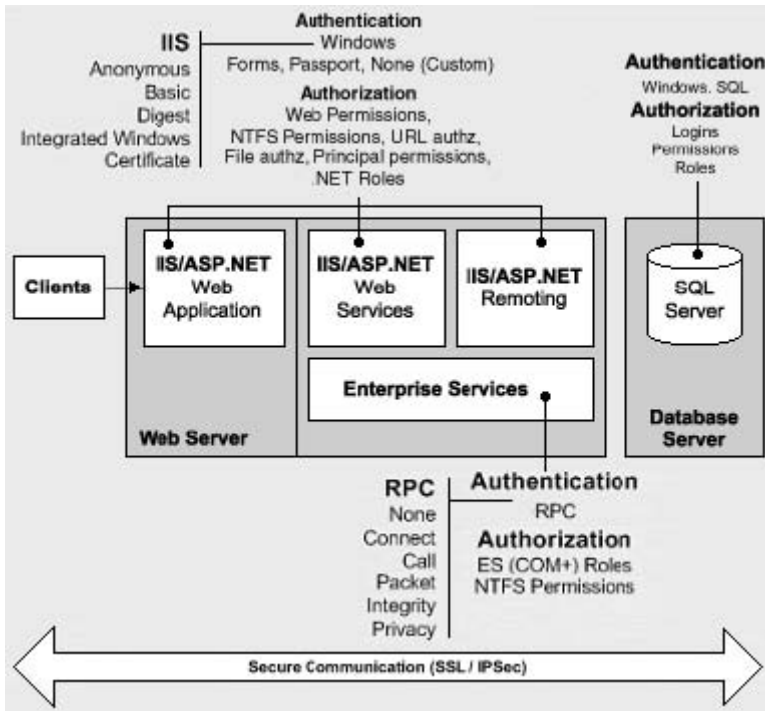 IIS
Anonymous
Basic
Digest
Integrated Windows
Certificate
Authentication
Windows
Forms, Passport, None (Custom)
Authorization
Web Permissions,
NTFS Permissions, URL authz,
File authz, Principal permissions,
.NET Roles
Authentication
Windows. SQL
Authorization
Logins
Permissions
Roles
Clients
IIS/ASP.NET
Web
Application
IIS/ASP.NET
Web
Services
IIS/ASP.NET
Remoting
SQL
Server
Enterprise Services
Web Server
Database
Server
RPC
None
Connect
Call
Packet
Integrity
Privacy
Authentication
RPC
Authorization
ES (COM+) Roles
NTFS Permissions
Secure Communication (SSL / IPSec)